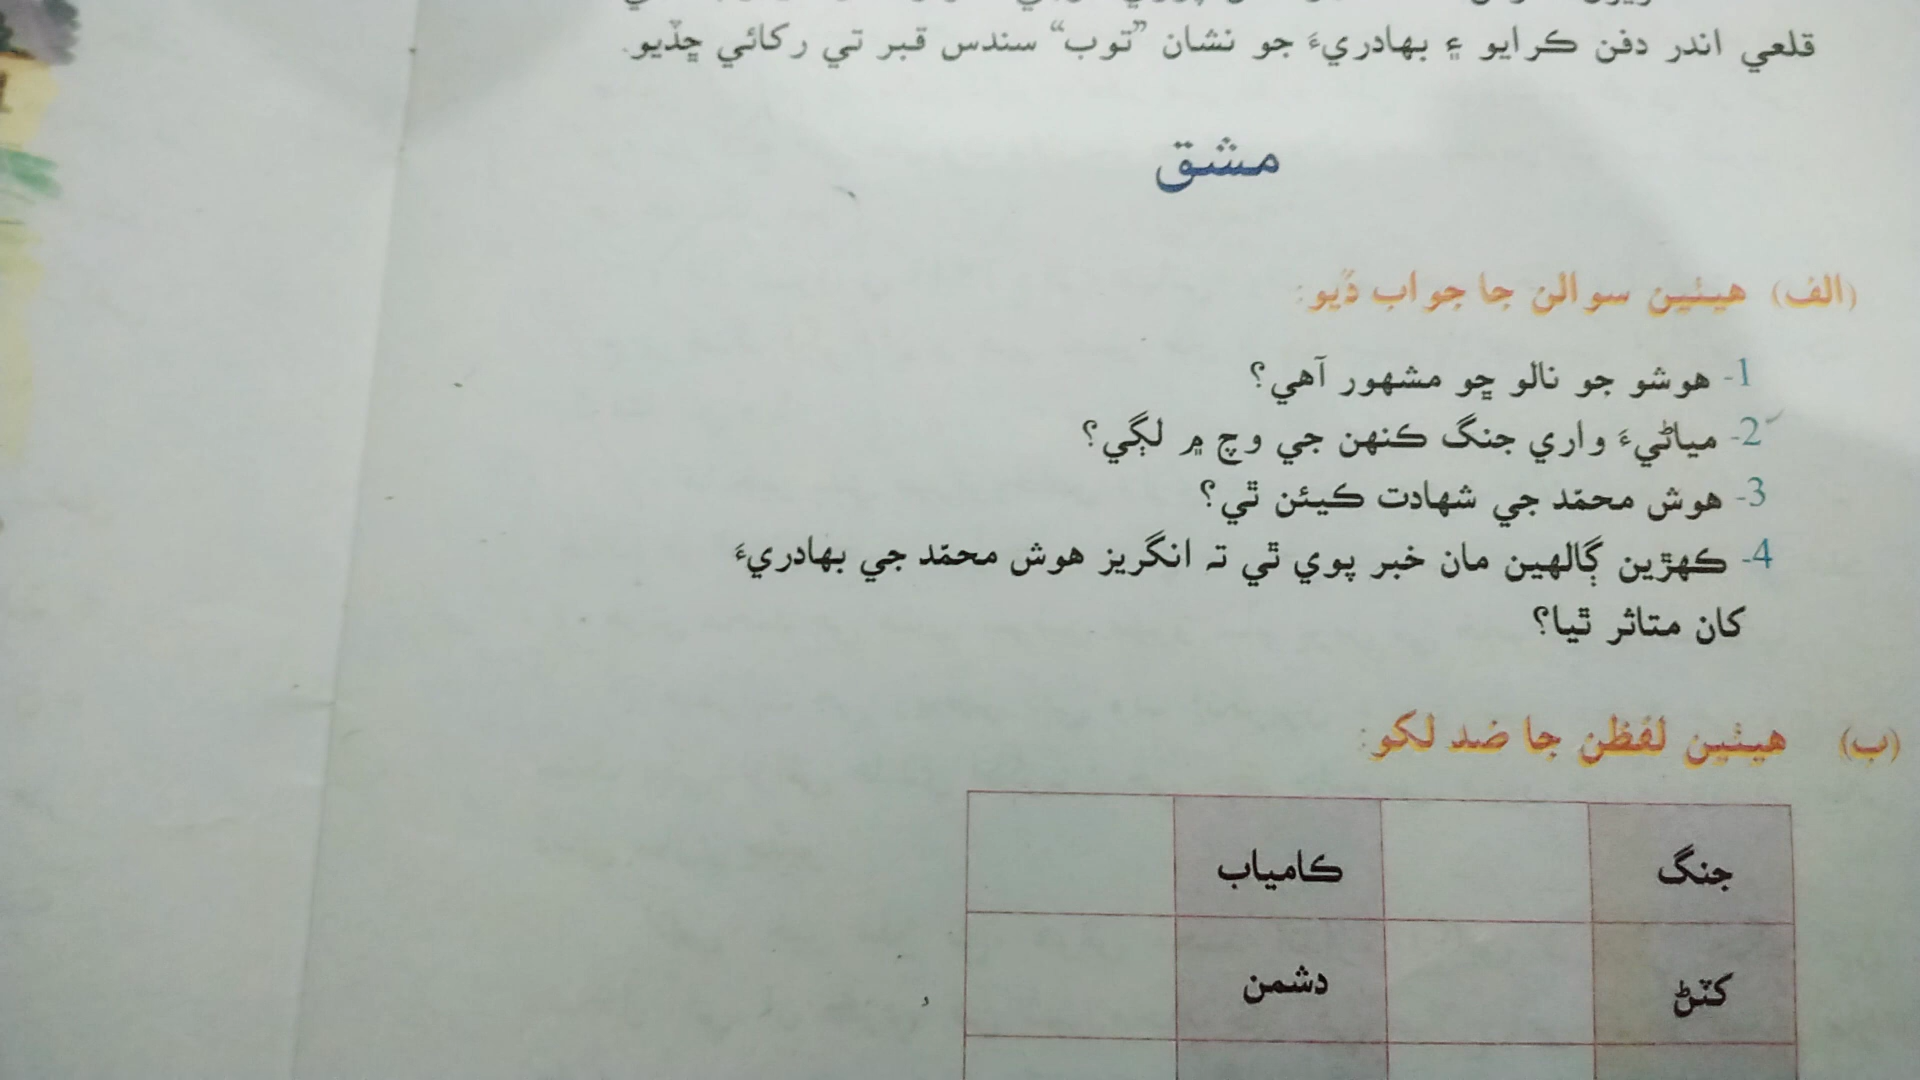 قلعي اندر دفن ڪرايو ۽ بهادريءَ جو نشان ”توب“ سندس قبر تي رکائي ڇڏيو.
مشق
(الف) هيٺين سوالن جا جواب ڏيو:
1- هوشو جو نالو ڇو مشهور آهي؟
2- مياڻيءَ واري جنگ ڪنهن جي وچ ۾ لڳي؟
3- هوش محمّد جي شهادت ڪيئن ٿي؟
4- ڪهڙين ڳالهين مان خبر پوي ٿي تہ انگريز هوش محمّد جي بهادريءَ
کان متاثر ٿيا؟
(ب) هيٺين لفظن جا ضد لکو:
جنگ ڪامياب
کٽڻ دشمن